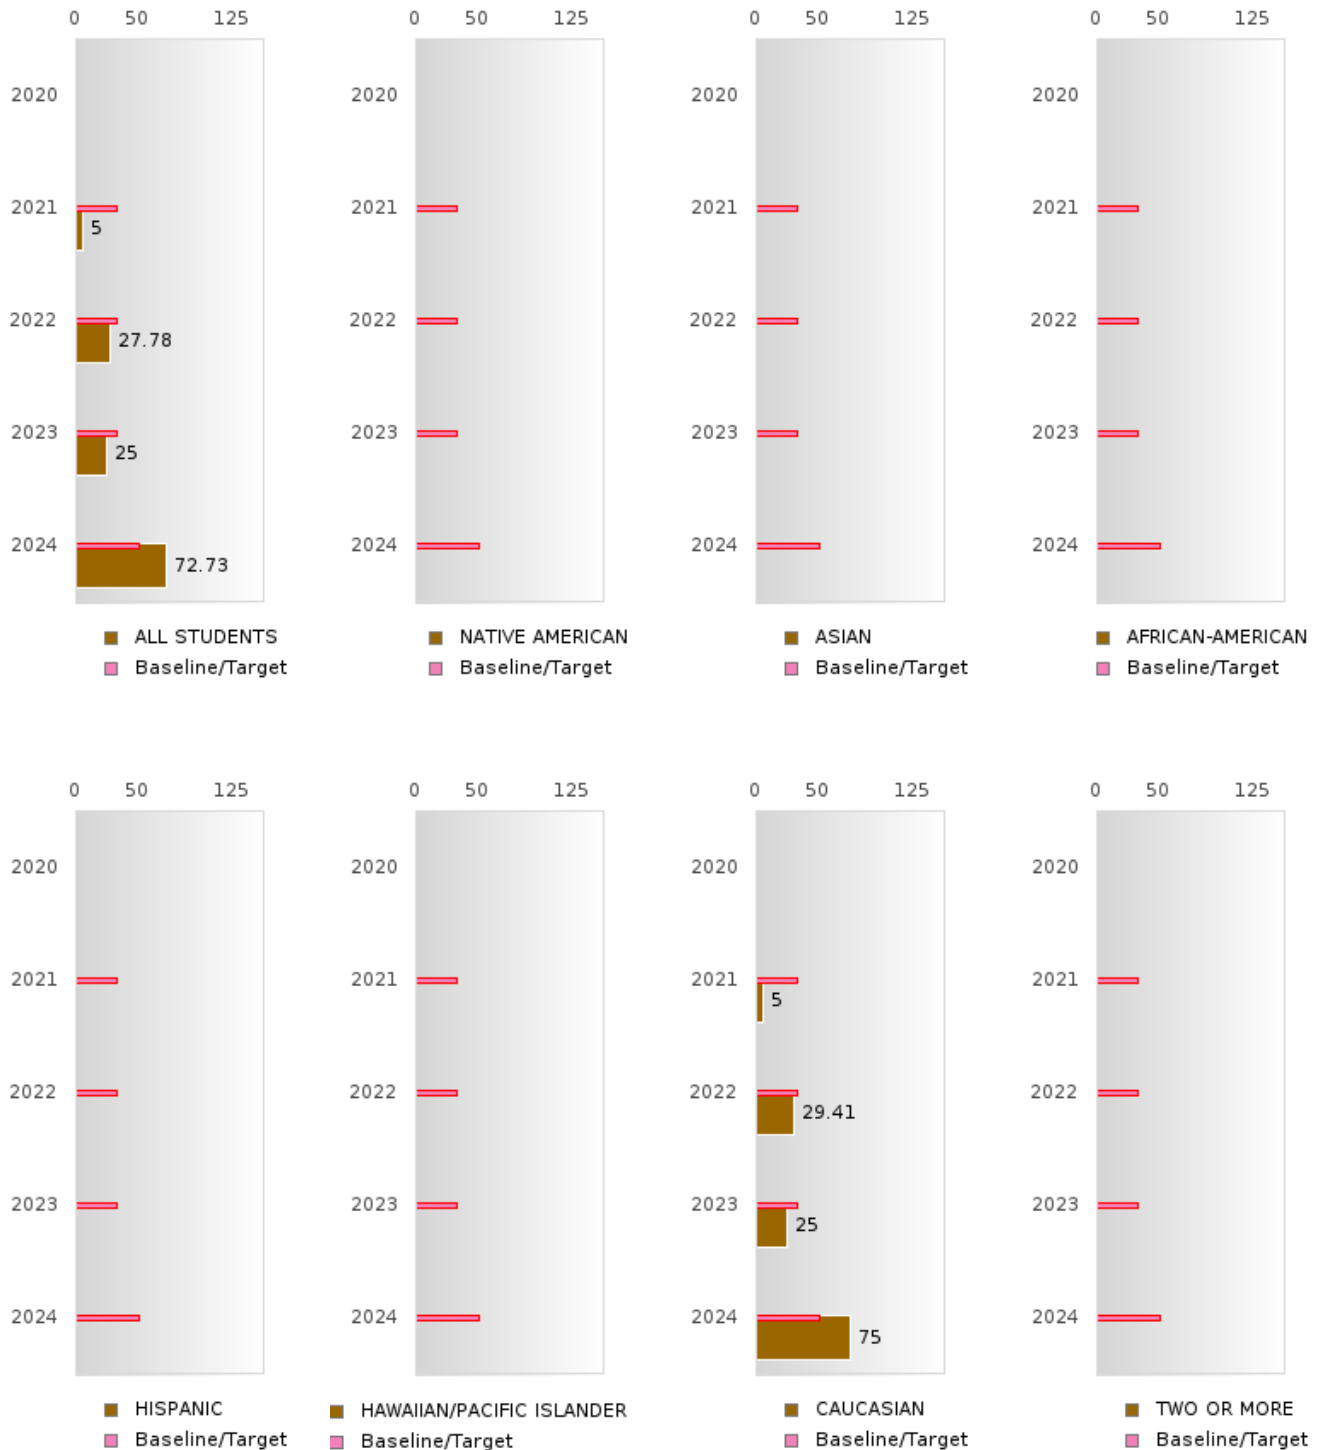 0 50 125 0 50 125 0 50 125 0 50 125
2020 2020 2020 2020
2021 2021 2021 2021
5
2022 2022 2022 2022
27.78
2023 2023 2023 2023
25
2024 2024 2024 2024
72.73
ALL STUDENTS NATIVE AMERICAN ASIAN AFRICAN-AMERICAN
Baseline/Target Baseline/Target Baseline/Target Baseline/Target
0 50 125 0 50 125 0 50 125 0 50 125
2020 2020 2020 2020
2021 2021 2021 2021
5
2022 2022 2022 2022
29.41
2023 2023 2023 2023
25
2024 2024 2024 2024
75
HISPANIC HAWAIIAN/PACIFIC ISLANDER CAUCASIAN TWO OR MORE
Baseline/Target Baseline/Target Baseline/Target Baseline/Target